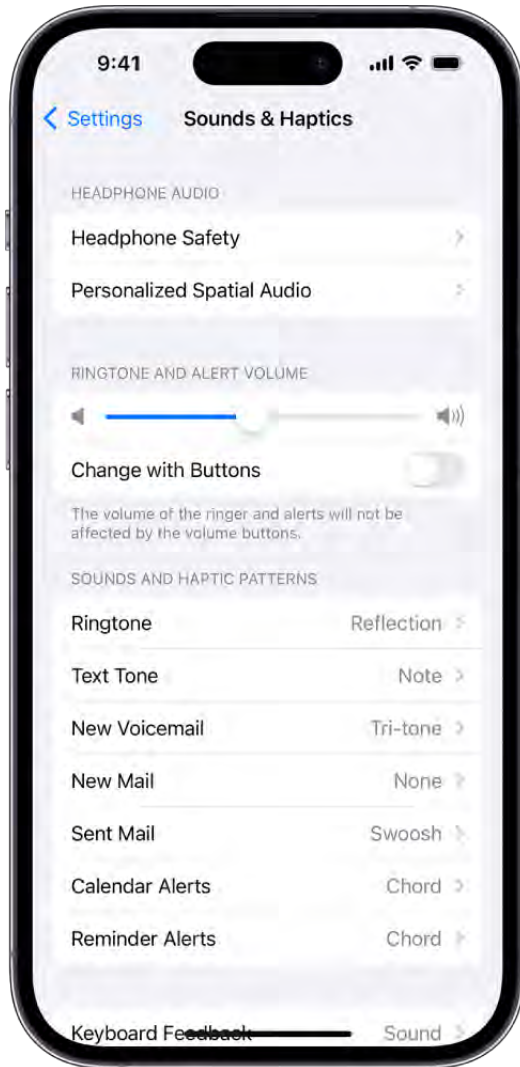 9:41
Settings Sounds & Haptics
HEADPHONE AUDIO
Headphone Safety
Personalized Spatial Audio
RINGTONE AND ALERT VOLUME
Change with Buttons
The volume of the ringer and alerts will not be
affected by the volume buttons.
SOUNDS AND HAPTIC PATTERNS
Ringtone Reflection
Text Tone Note
New Voicemail Tri-tone
New Mail None
Sent Mail Swoosh
Calendar Alerts Chord
Reminder Alerts Chord
Keyboard Feedback Sound